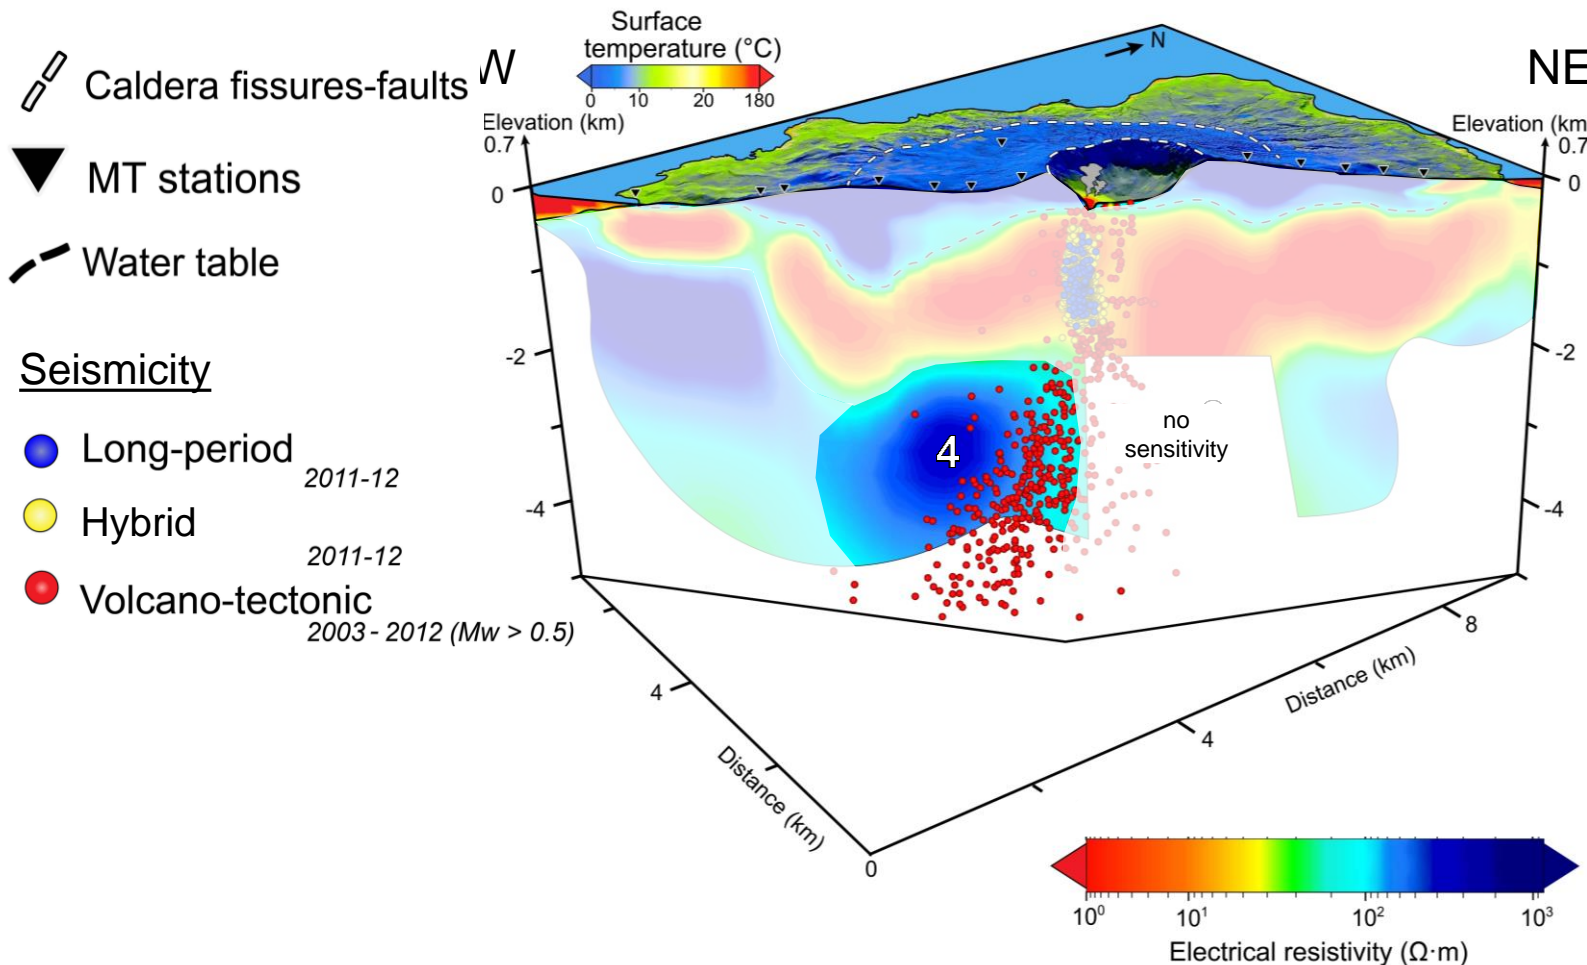 Caldera fissures-faults
MT stations
Water table
Seismicity
Long-period
2011-12
Hybrid
2011-12
Volcano-tectonic
2003 - 2012 (Mw > 0.5)
Surface
temperature (°C)
0 10 20 180
W
N
NE
Elevation (km)
0.7
0
-2
-4
Elevation (km
0.7
0
-2
-4
4
no
sensitivity
4
Distance (km)
0
4
8
Distance (km)
10⁰ 10¹ 10² 10³
Electrical resistivity (Ω·m)